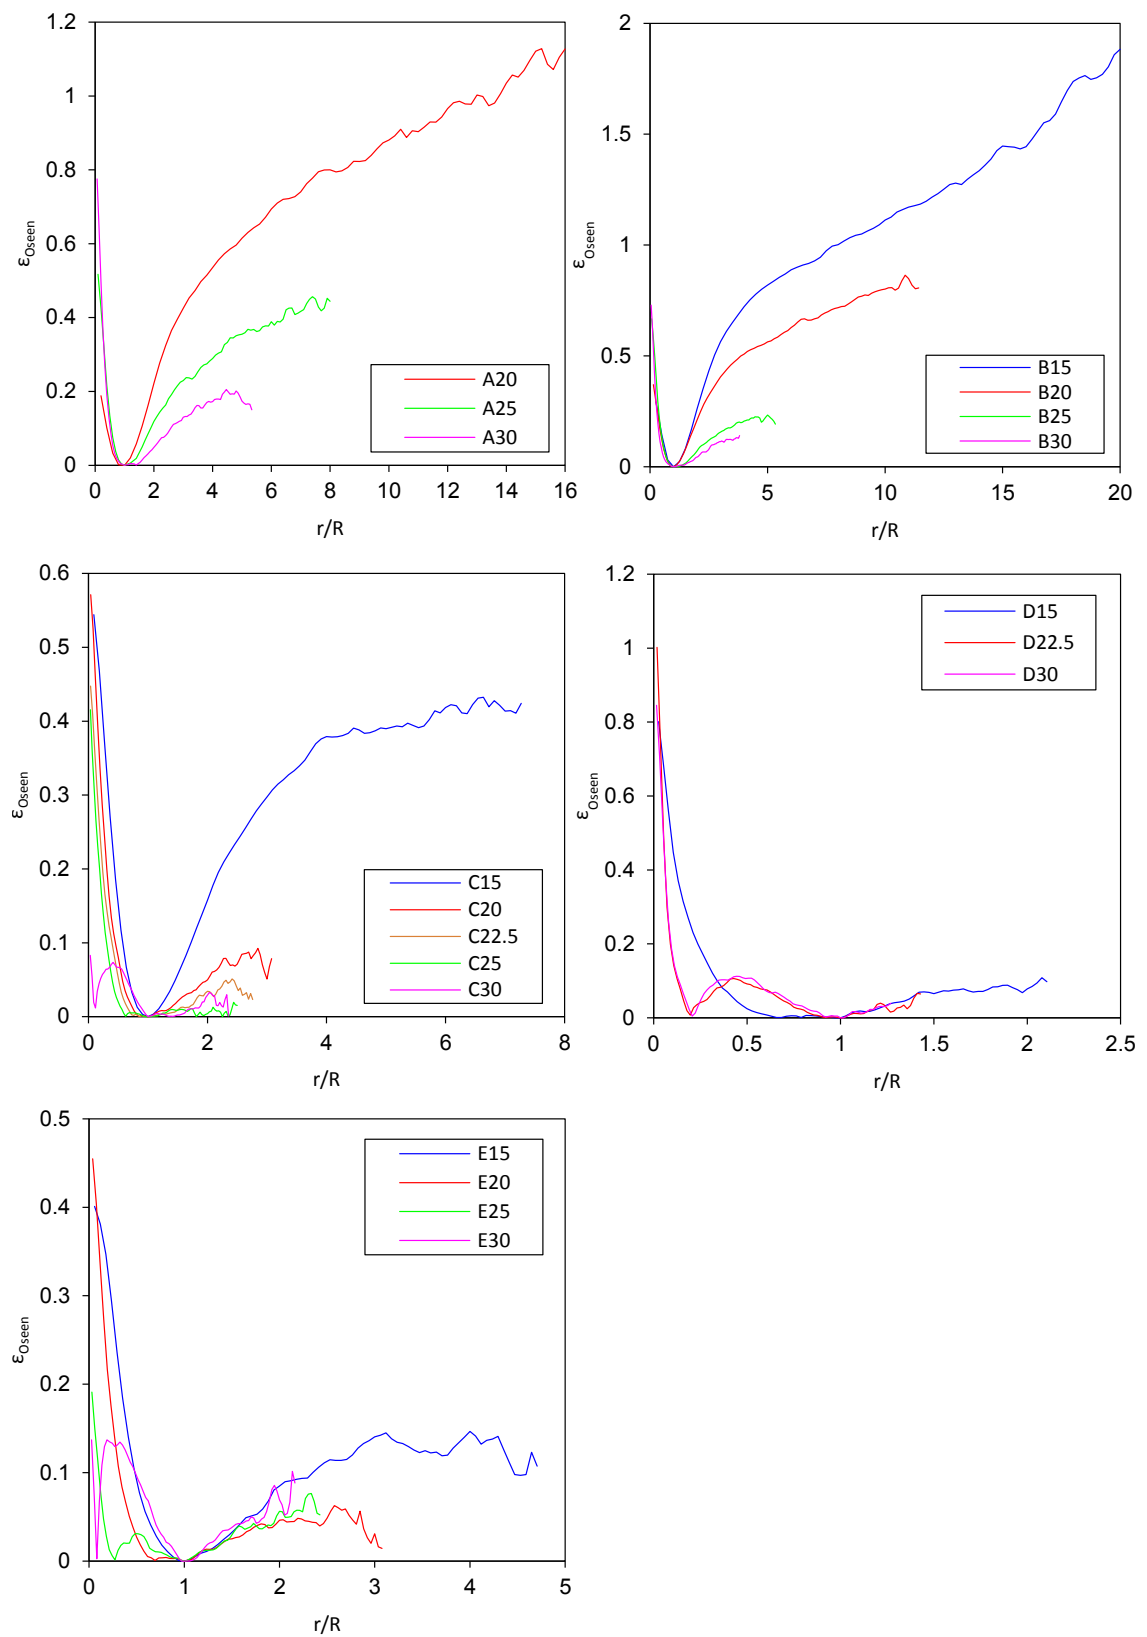 1.2
1
0.8
0.6
0.4
0.2
0
0 2 4 6 8 10 12 14 16
ε_Oseen
r/R
A20
A25
A30
2
1.5
1
0.5
0
0 5 10 15 20
ε_Oseen
r/R
B15
B20
B25
B30
0.6
0.5
0.4
0.3
0.2
0.1
0
0 2 4 6 8
ε_Oseen
r/R
C15
C20
C22.5
C25
C30
1.2
1
0.8
0.6
0.4
0.2
0
0 0.5 1 1.5 2 2.5
ε_Oseen
r/R
D15
D22.5
D30
0.5
0.4
0.3
0.2
0.1
0
0 1 2 3 4 5
ε_Oseen
r/R
E15
E20
E25
E30